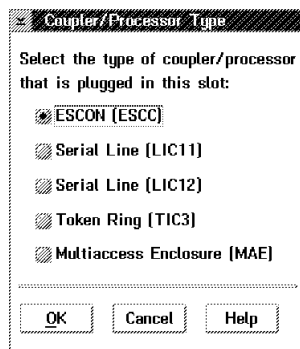 Coupler/Processor Type
Select the type of coupler/processor
that is plugged in this slot:
ESCON (ESCC)
Serial Line (LIC11)
Serial Line (LIC12)
Token Ring (TIC3)
Multiaccess Enclosure (MAE)
OK Cancel Help